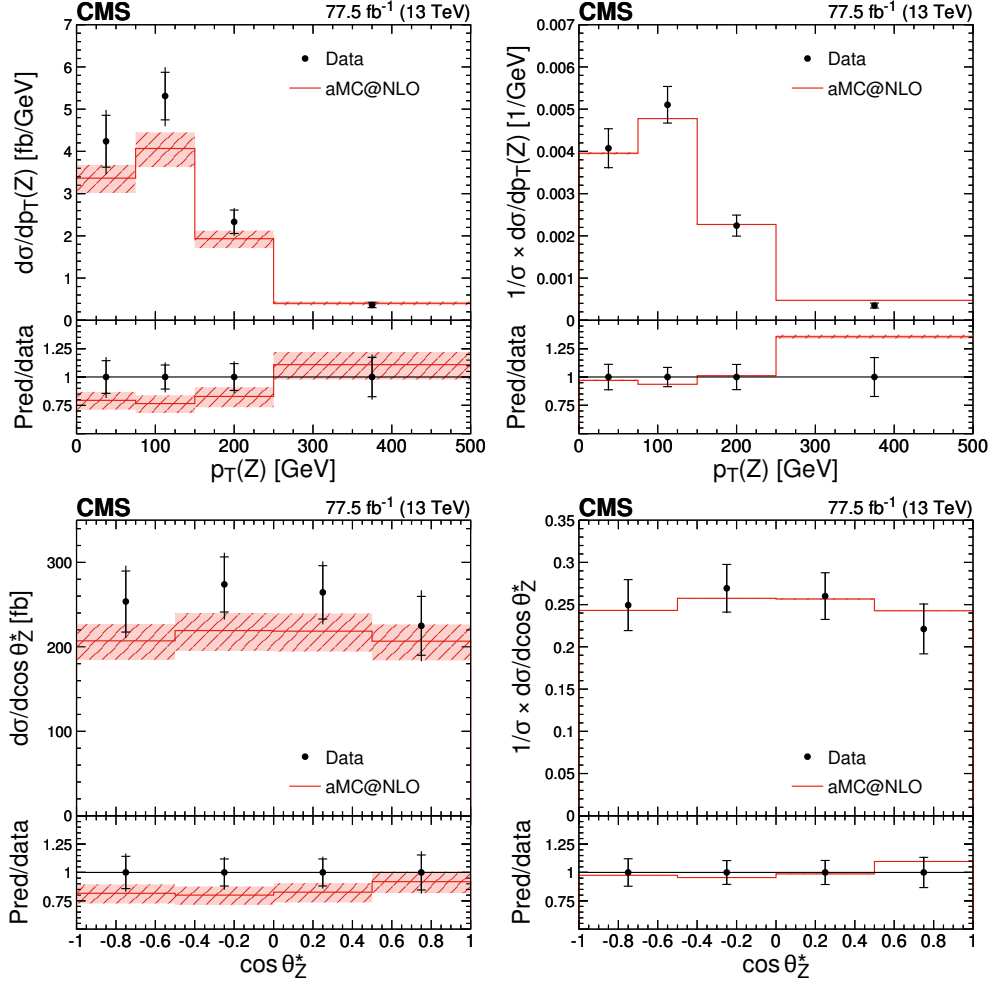 CMS 77.5 fb⁻¹ (13 TeV)
dσ/dp_T(Z) [fb/GeV]
7
6
5
4
3
2
1
0
Data
aMC@NLO
Pred/data
1.25
1
0.75
0 100 200 300 400 500
p_T(Z) [GeV]
CMS 77.5 fb⁻¹ (13 TeV)
1/σ × dσ/dp_T(Z) [1/GeV]
0.007
0.006
0.005
0.004
0.003
0.002
0.001
0
Data
aMC@NLO
Pred/data
1.25
1
0.75
0 100 200 300 400 500
p_T(Z) [GeV]
CMS 77.5 fb⁻¹ (13 TeV)
dσ/dcos θ*_Z [fb]
300
200
100
0
Data
aMC@NLO
Pred/data
1.25
1
0.75
-1 -0.8 -0.6 -0.4 -0.2 0 0.2 0.4 0.6 0.8 1
cos θ*_Z
CMS 77.5 fb⁻¹ (13 TeV)
1/σ × dσ/dcos θ*_Z
0.35
0.3
0.25
0.2
0.15
0.1
0.05
0
Data
aMC@NLO
Pred/data
1.25
1
0.75
-1 -0.8 -0.6 -0.4 -0.2 0 0.2 0.4 0.6 0.8 1
cos θ*_Z